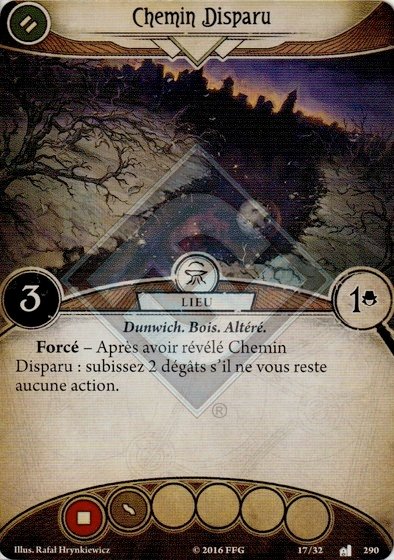 Chemin Disparu
3
LIEU
1
Dunwich. Bois. Altéré.
Forcé – Après avoir révélé Chemin
Disparu : subissez 2 dégâts s'il ne vous reste
aucune action.
®
Illus. Rafał Hrynkiewicz
© 2016 FFG
17/32
290